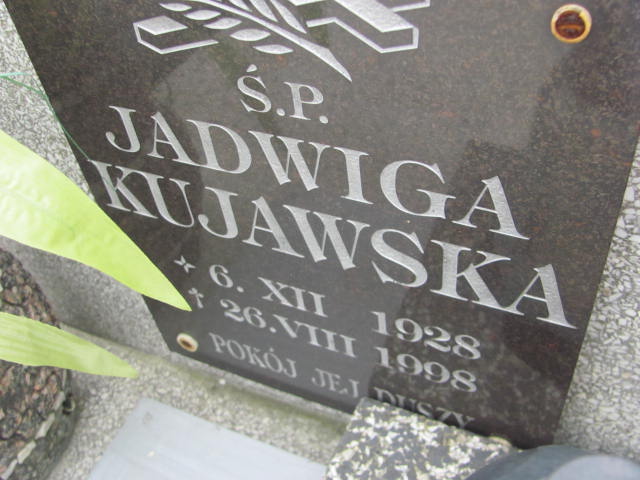 Ś.P.
JADWIGA
KUJAWSKA
* 6. XII 1928
✝ 26.VIII 1998
POKÓJ JEJ DUSZY